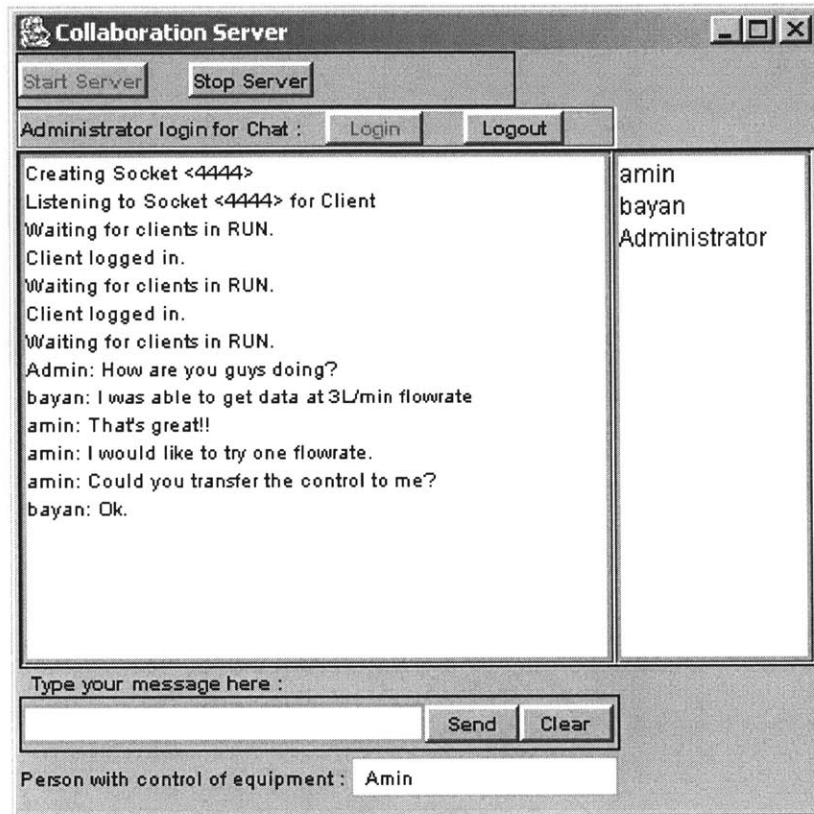 Collaboration Server
Start Server Stop Server
Administrator login for Chat : Login Logout
Creating Socket <4444>
Listening to Socket <4444> for Client
Waiting for clients in RUN.
Client logged in.
Waiting for clients in RUN.
Client logged in.
Waiting for clients in RUN.
Admin: How are you guys doing?
bayan: I was able to get data at 3L/min flowrate
amin: That's great!!
amin: I would like to try one flowrate.
amin: Could you transfer the control to me?
bayan: Ok.
amin
bayan
Administrator
Type your message here :
Send Clear
Person with control of equipment : Amin